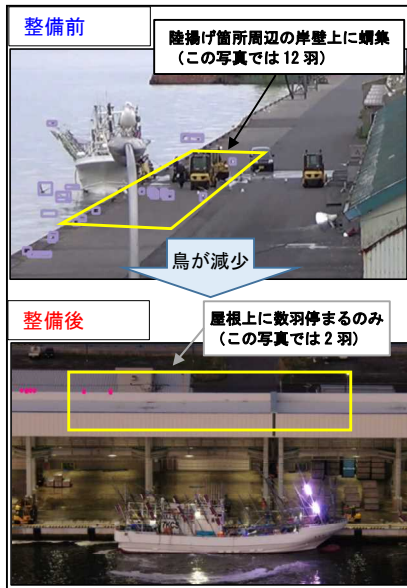 整備前
陸揚げ箇所周辺の岸壁上に蝟集
（この写真では 12 羽）
鳥が減少
整備後
屋根上に数羽停まるのみ
（この写真では 2 羽）